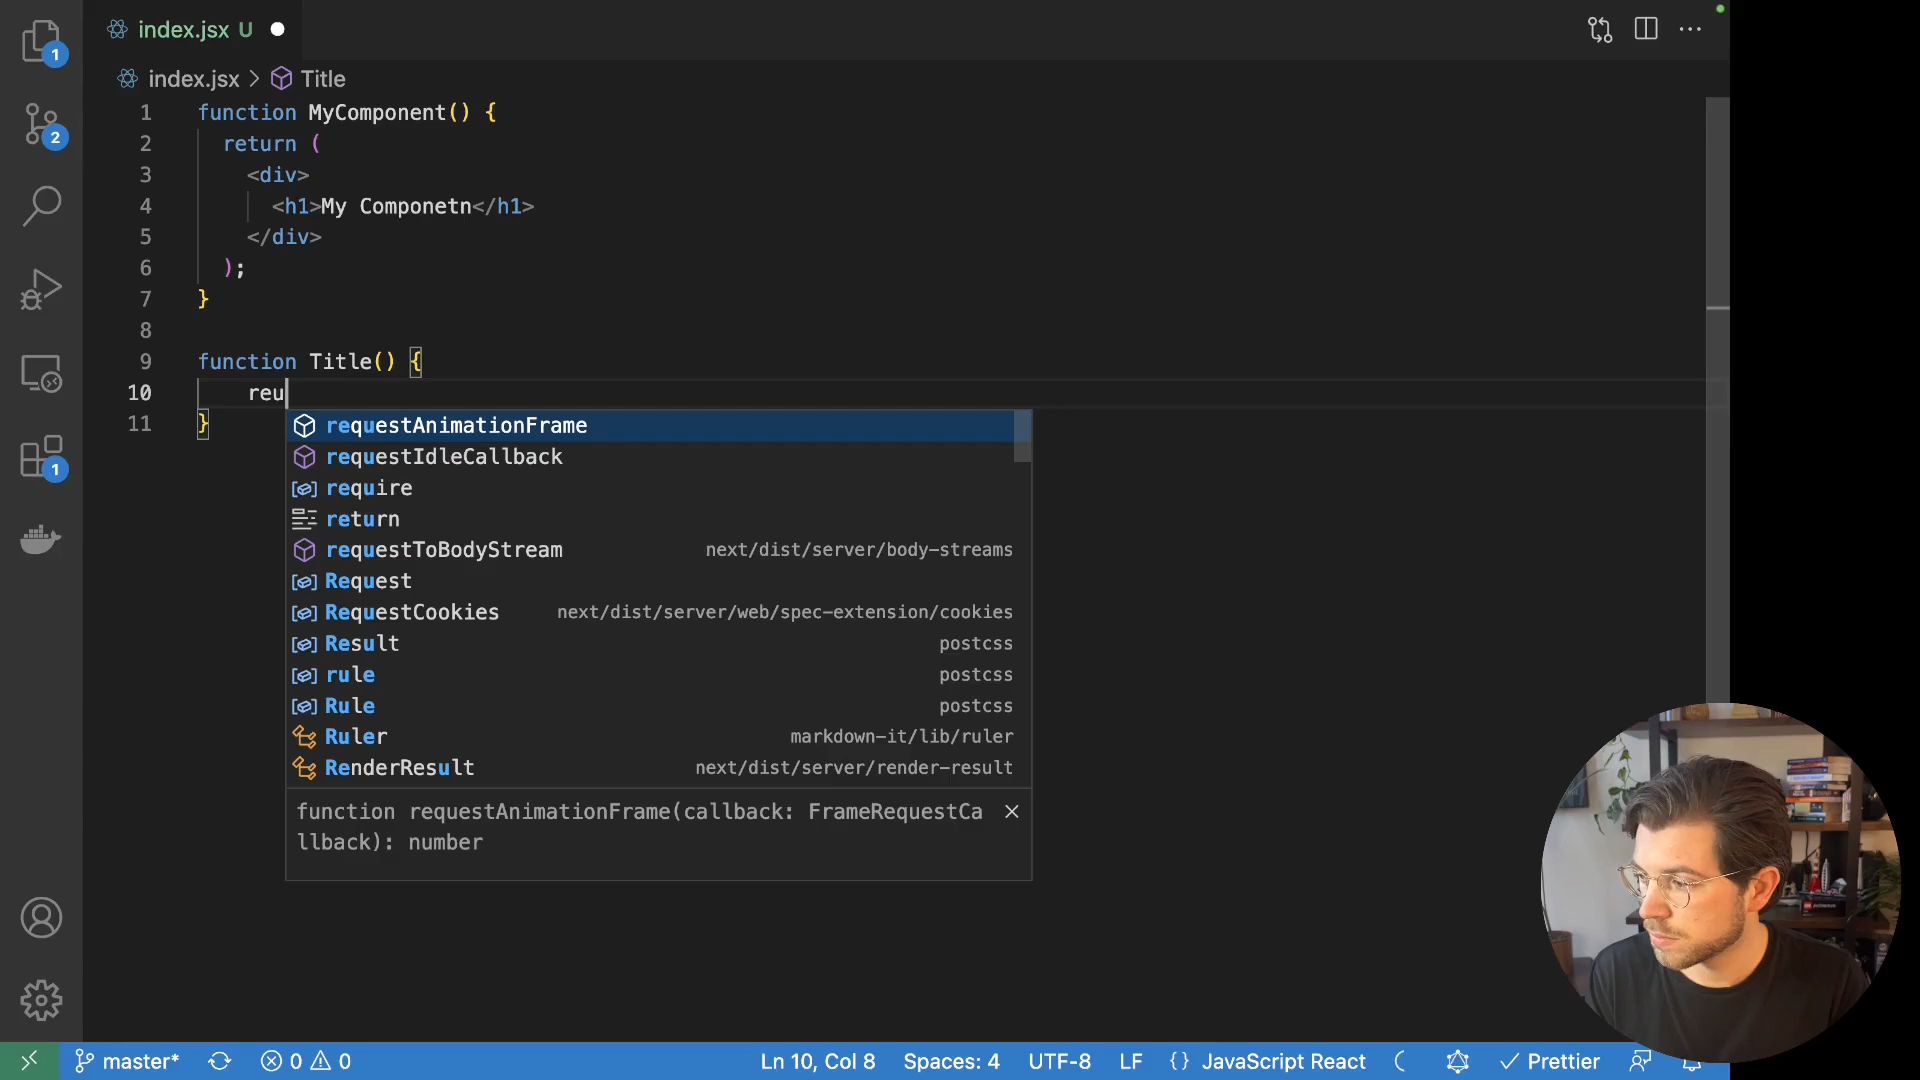 index.jsx U
index.jsx > Title
1 function MyComponent() {
2 return (
3 <div>
4 <h1>My Componetn</h1>
5 </div>
6 );
7 }
8
9 function Title() {
10 reu
11 }
requestAnimationFrame
requestIdleCallback
require
return
requestToBodyStream next/dist/server/body-streams
Request
RequestCookies next/dist/server/web/spec-extension/cookies
Result postcss
rule postcss
Rule postcss
Ruler markdown-it/lib/ruler
RenderResult next/dist/server/render-result
function requestAnimationFrame(callback: FrameRequestCa
llback): number
1
2
1
master* 0 0 Ln 10, Col 8 Spaces: 4 UTF-8 LF {} JavaScript React Prettier